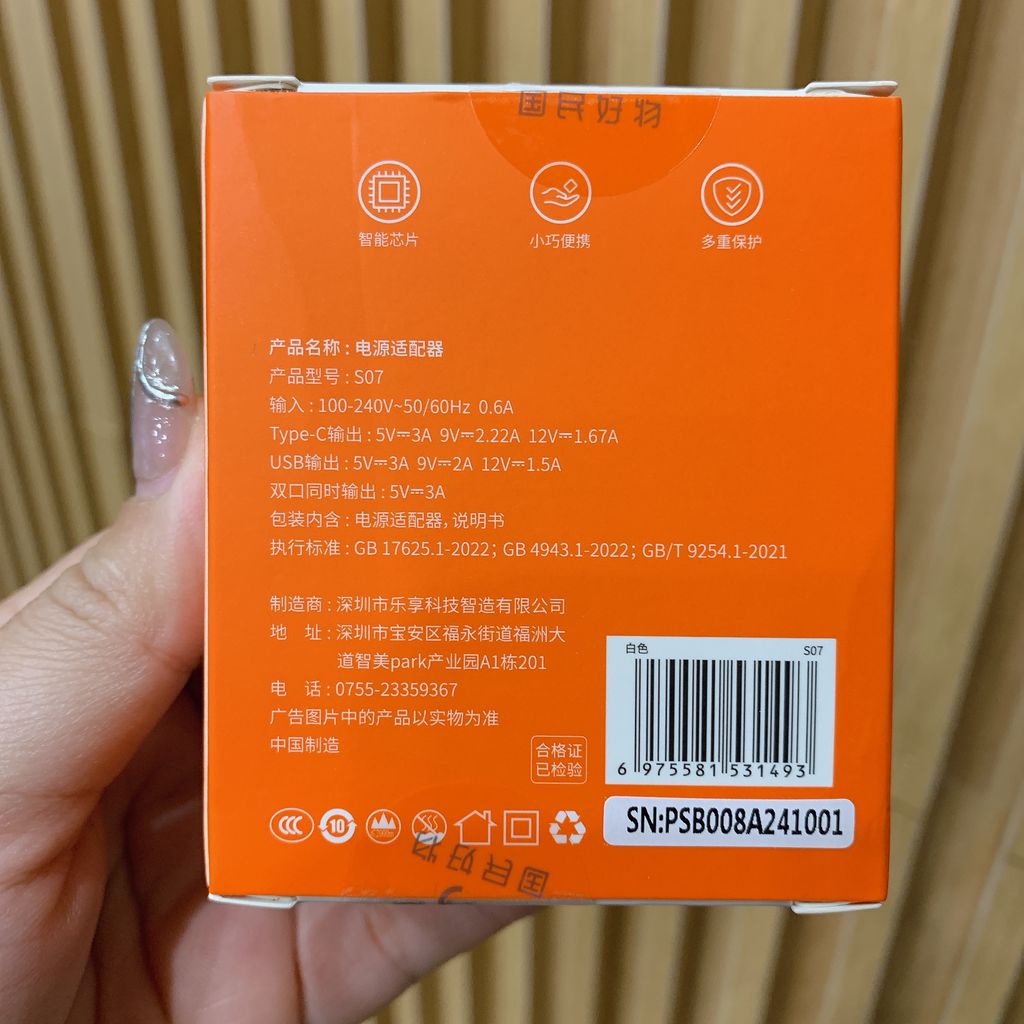 国民好物
智能芯片
小巧便携
多重保护
产品名称 : 电源适配器
产品型号 : S07
输入 : 100-240V~50/60Hz 0.6A
Type-C输出 : 5V⎓3A 9V⎓2.22A 12V⎓1.67A
USB输出 : 5V⎓3A 9V⎓2A 12V⎓1.5A
双口同时输出 : 5V⎓3A
包装内含 : 电源适配器, 说明书
执行标准 : GB 17625.1-2022; GB 4943.1-2022; GB/T 9254.1-2021
制造商 : 深圳市乐享科技智造有限公司
地 址 : 深圳市宝安区福永街道福洲大
道智美park产业园A1栋201
电 话 : 0755-23359367
广告图片中的产品以实物为准
中国制造
合格证
已检验
白色 S07
6 975581 531493
SN:PSB008A241001
CCC
10
国民好物